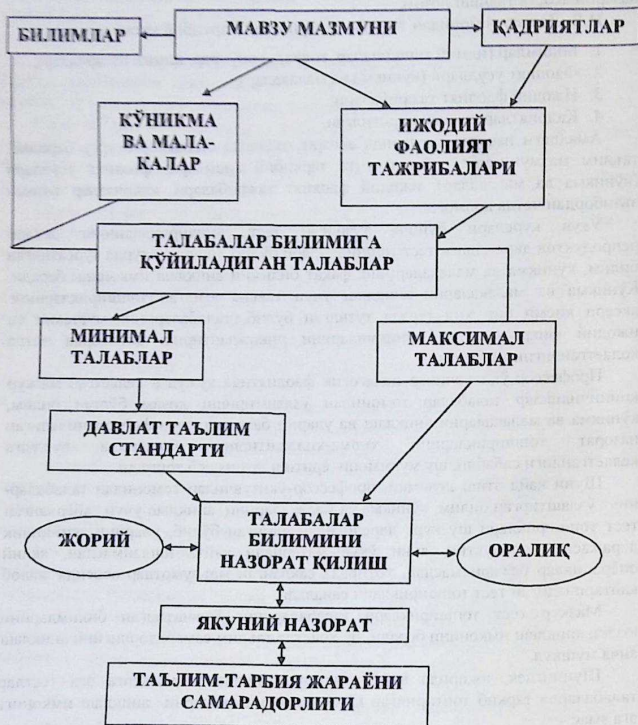 БИЛИМЛАР
МАВЗУ МАЗМУНИ
ҚАДРИЯТЛАР
КЎНИКМА
ВА МАЛА-
ҚАЛАР
ИЖОДИЙ
ФАОЛИЯТ
ТАЖРИБАЛАРИ
ТАЛАБАЛАР БИЛИМИГА
ҚЎЙИЛАДИГАН ТАЛАБЛАР
МИНИМАЛ
ТАЛАБЛАР
МАКСИМАЛ
ТАЛАБЛАР
ДАВЛАТ ТАЪЛИМ
СТАНДАРТИ
ЖОРИЙ
ТАЛАБАЛАР
БИЛИМИНИ
НАЗОРАТ ҚИЛИШ
ОРАЛИҚ
ЯКУНИЙ НАЗОРАТ
ТАЪЛИМ-ТАРБИЯ ЖАРАЁНИ
САМАРАДОРЛИГИ